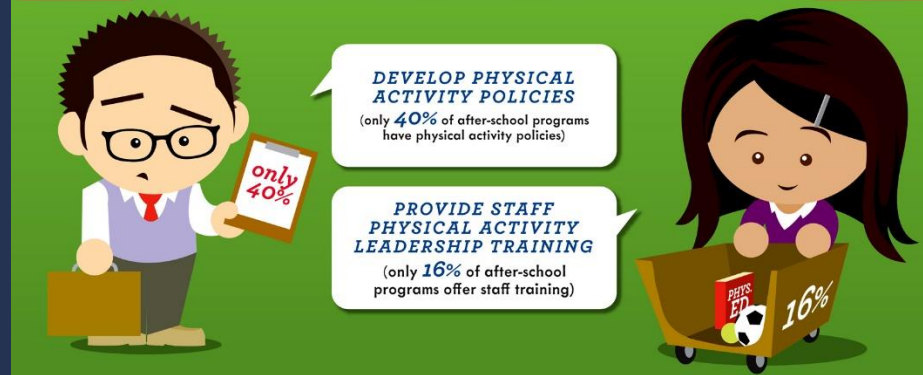 DEVELOP PHYSICAL
ACTIVITY POLICIES
(only 40% of after-school programs
have physical activity policies)
only
40%
PROVIDE STAFF
PHYSICAL ACTIVITY
LEADERSHIP TRAINING
(only 16% of after-school
programs offer staff training)
PHYS.
ED
16%